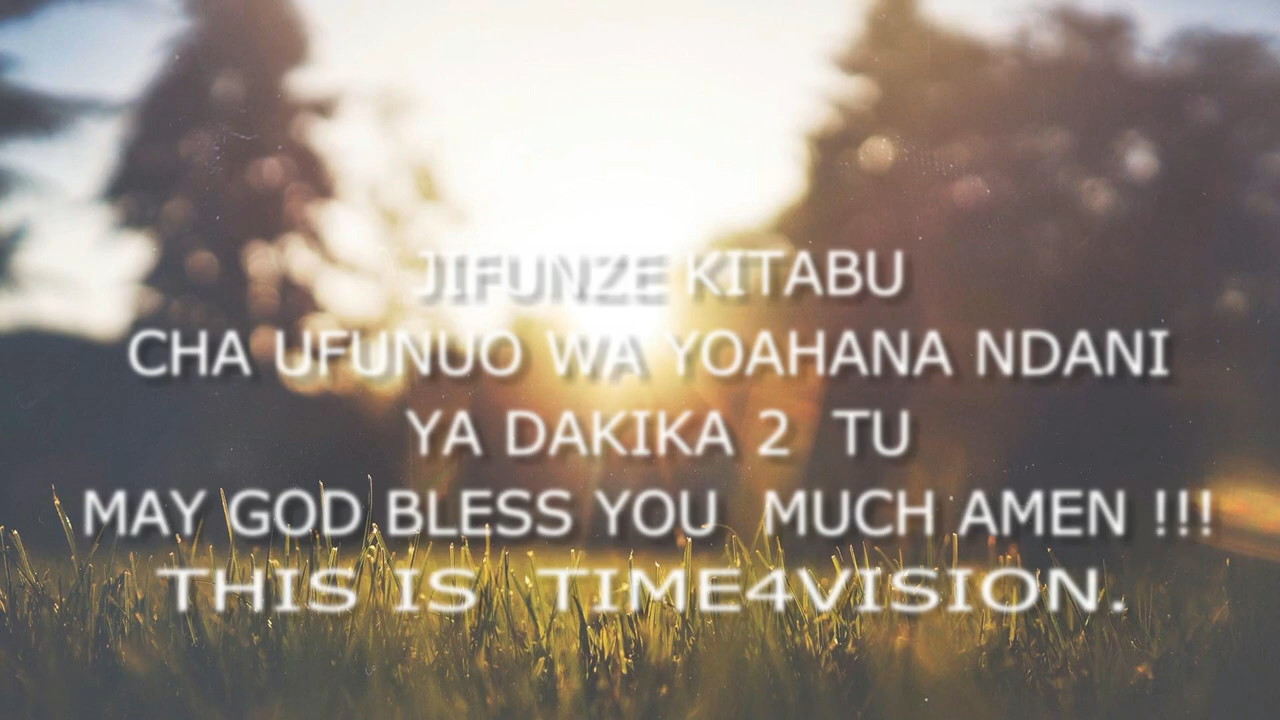 JIFUNZE KITABU
CHA UFUNUO WA YOAHANA NDANI
YA DAKIKA 2 TU
MAY GOD BLESS YOU MUCH AMEN !!!
THIS IS TIME4VISION.